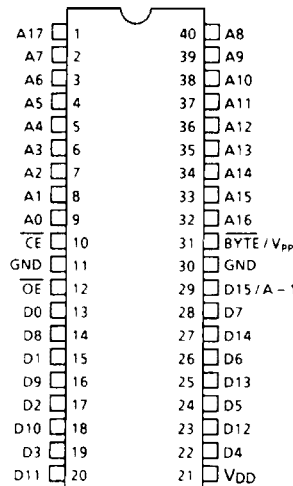 A17 1 40 A8
A7 2 39 A9
A6 3 38 A10
A5 4 37 A11
A4 5 36 A12
A3 6 35 A13
A2 7 34 A14
A1 8 33 A15
A0 9 32 A16
C̅E̅ 10 31 B̅Y̅T̅E̅ / VPP
GND 11 30 GND
O̅E̅ 12 29 D15 / A -
D0 13 28 D7
D8 14 27 D14
D1 15 26 D6
D9 16 25 D13
D2 17 24 D5
D10 18 23 D12
D3 19 22 D4
D11 20 21 VDD